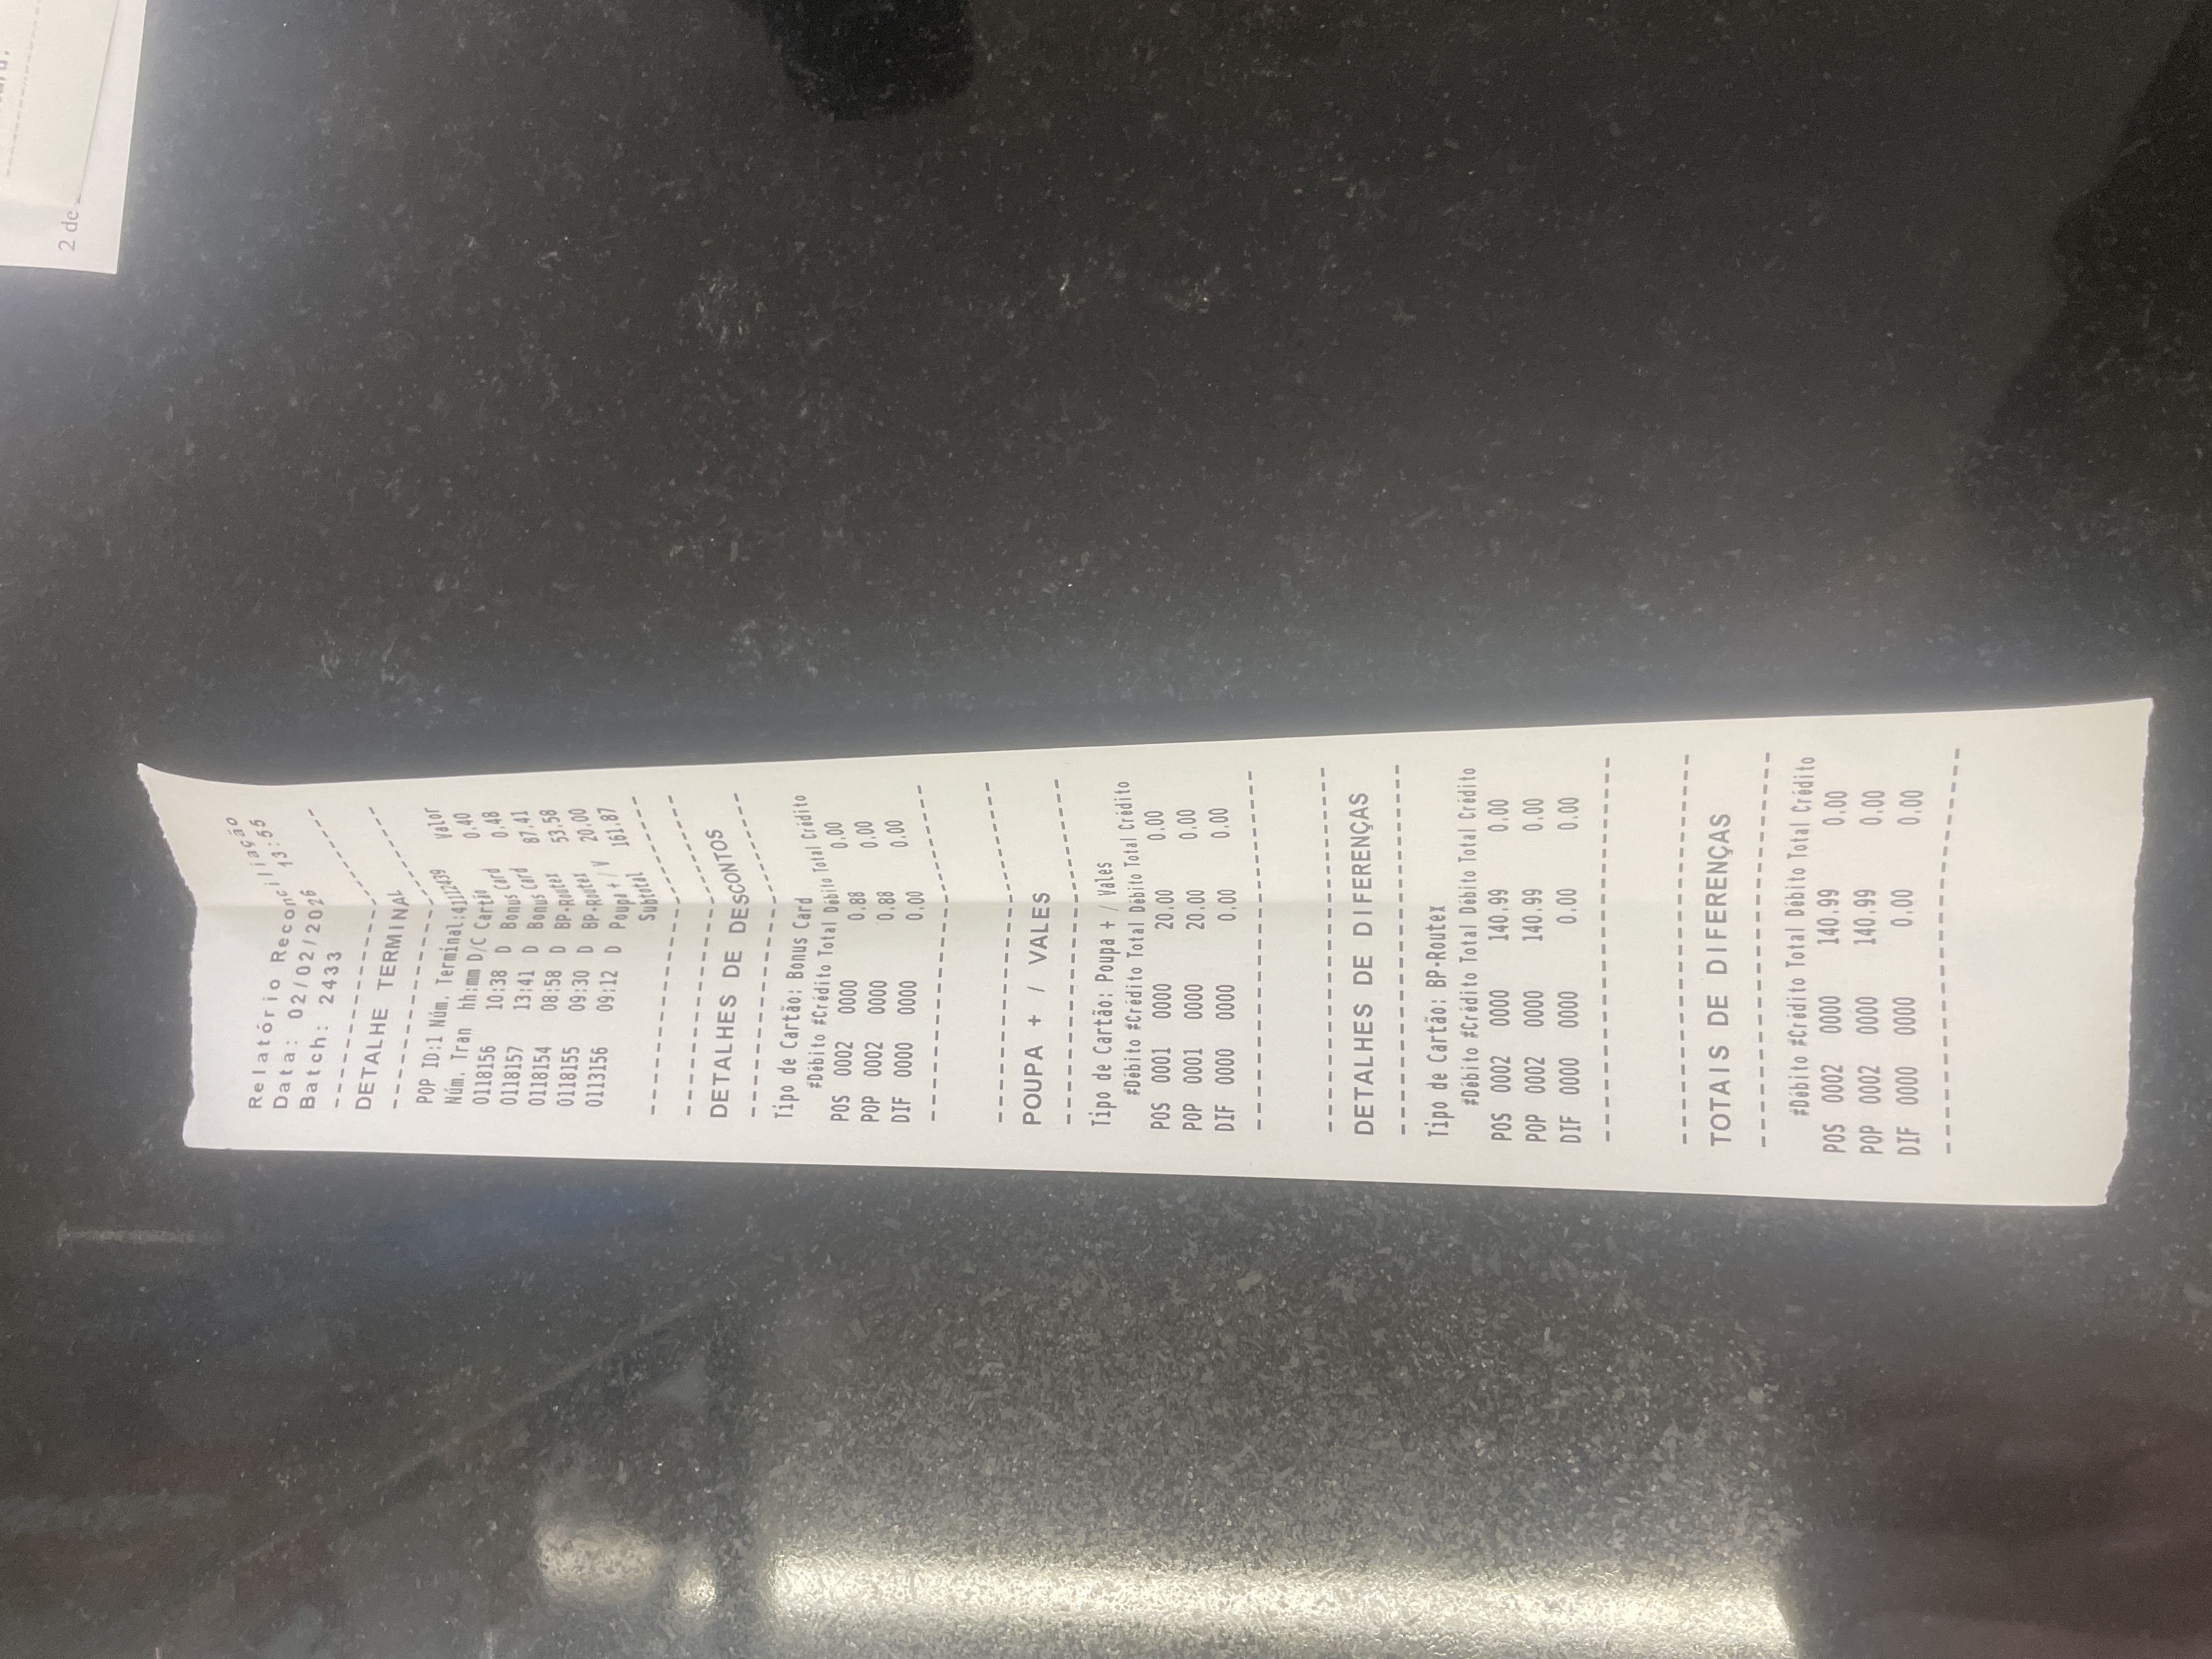 Relatório Reconciliação
Data: 02/02/2026 13:55
Batch: 2433
--------------------
DETALHE TERMINAL
--------------------
POP ID:1 Núm. Terminal:4112439
Núm. Tran hh:mm D/C Cartão Valor
0118156 10:38 D Bonus Card 0.40
0118157 13:41 D Bonus Card 0.48
0118154 08:58 D BP-Routex 87.41
0118155 09:30 D BP-Routex 53.58
0113156 09:12 D Poupa + / V 20.00
Subtotal 161.87
--------------------
--------------------
DETALHES DE DESCONTOS
--------------------
Tipo de Cartão: Bonus Card
#Débito #Crédito Total Débito Total Crédito
POS 0002 0000 0.88 0.00
POP 0002 0000 0.88 0.00
DIF 0000 0000 0.00 0.00
--------------------
--------------------
POUPA + / VALES
--------------------
Tipo de Cartão: Poupa + / Vales
#Débito #Crédito Total Débito Total Crédito
POS 0001 0000 20.00 0.00
POP 0001 0000 20.00 0.00
DIF 0000 0000 0.00 0.00
--------------------
--------------------
DETALHES DE DIFERENÇAS
--------------------
Tipo de Cartão: BP-Routex
#Débito #Crédito Total Débito Total Crédito
POS 0002 0000 140.99 0.00
POP 0002 0000 140.99 0.00
DIF 0000 0000 0.00 0.00
--------------------
--------------------
TOTAIS DE DIFERENÇAS
--------------------
#Débito #Crédito Total Débito Total Crédito
POS 0002 0000 140.99 0.00
POP 0002 0000 140.99 0.00
DIF 0000 0000 0.00 0.00
--------------------
2 de